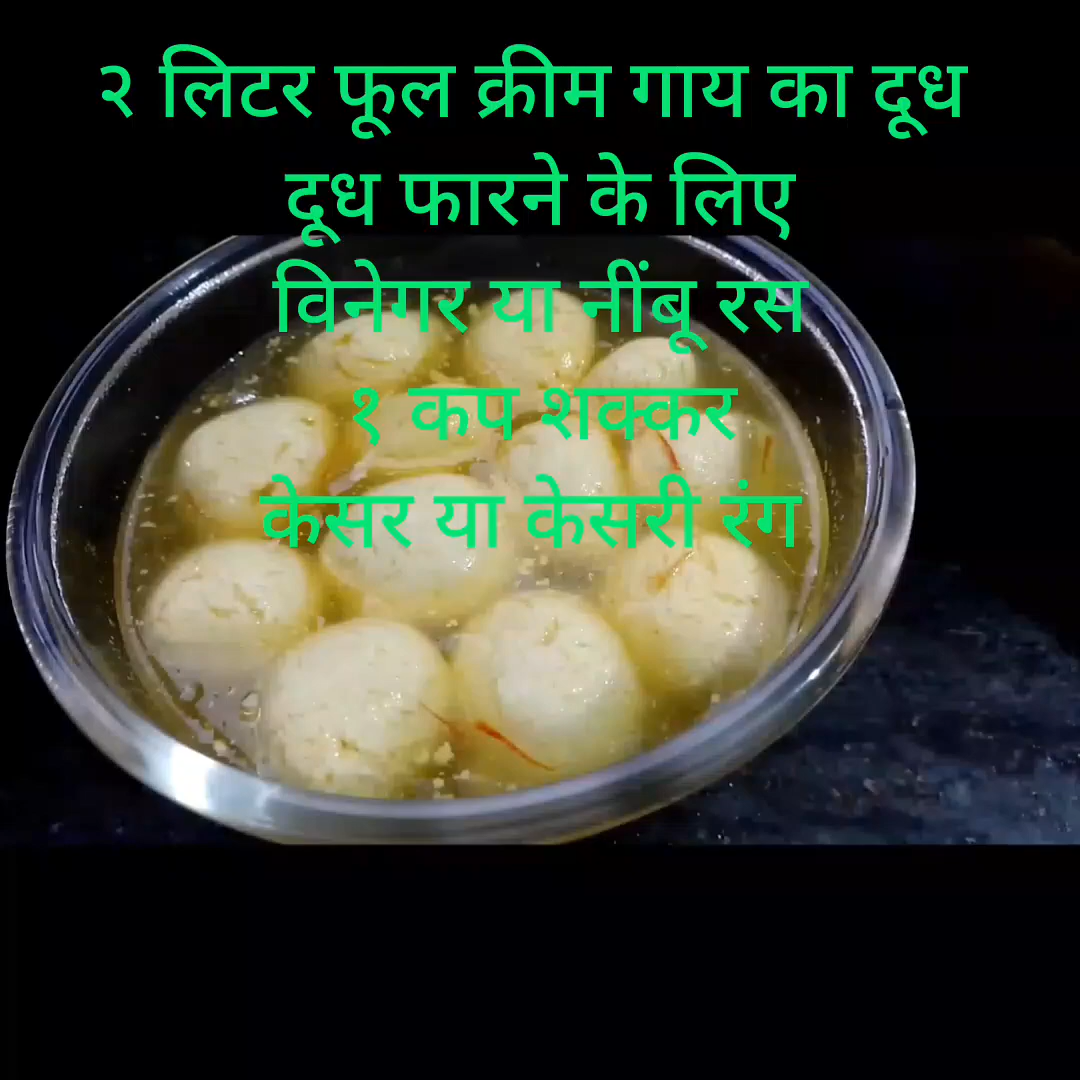 २ लिटर फूल क्रीम गाय का दूध
दूध फारने के लिए
विनेगर या नींबू रस
१ कप शक्कर
केसर या केसरी रंग